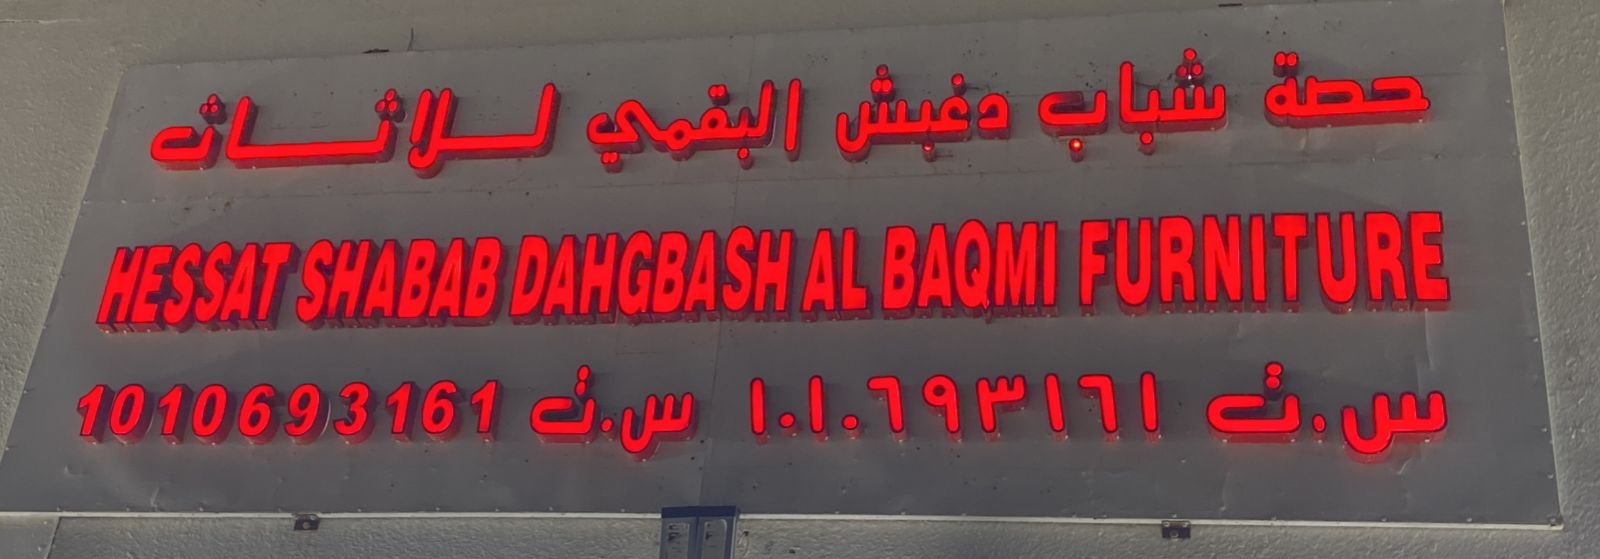 حصة شباب دغبش البقمي للاثاث
HESSAT SHABAB DAHGBASH AL BAQMI FURNITURE
س.ت ١٠١٠٦٩٣١٦١ س.ت 1010693161